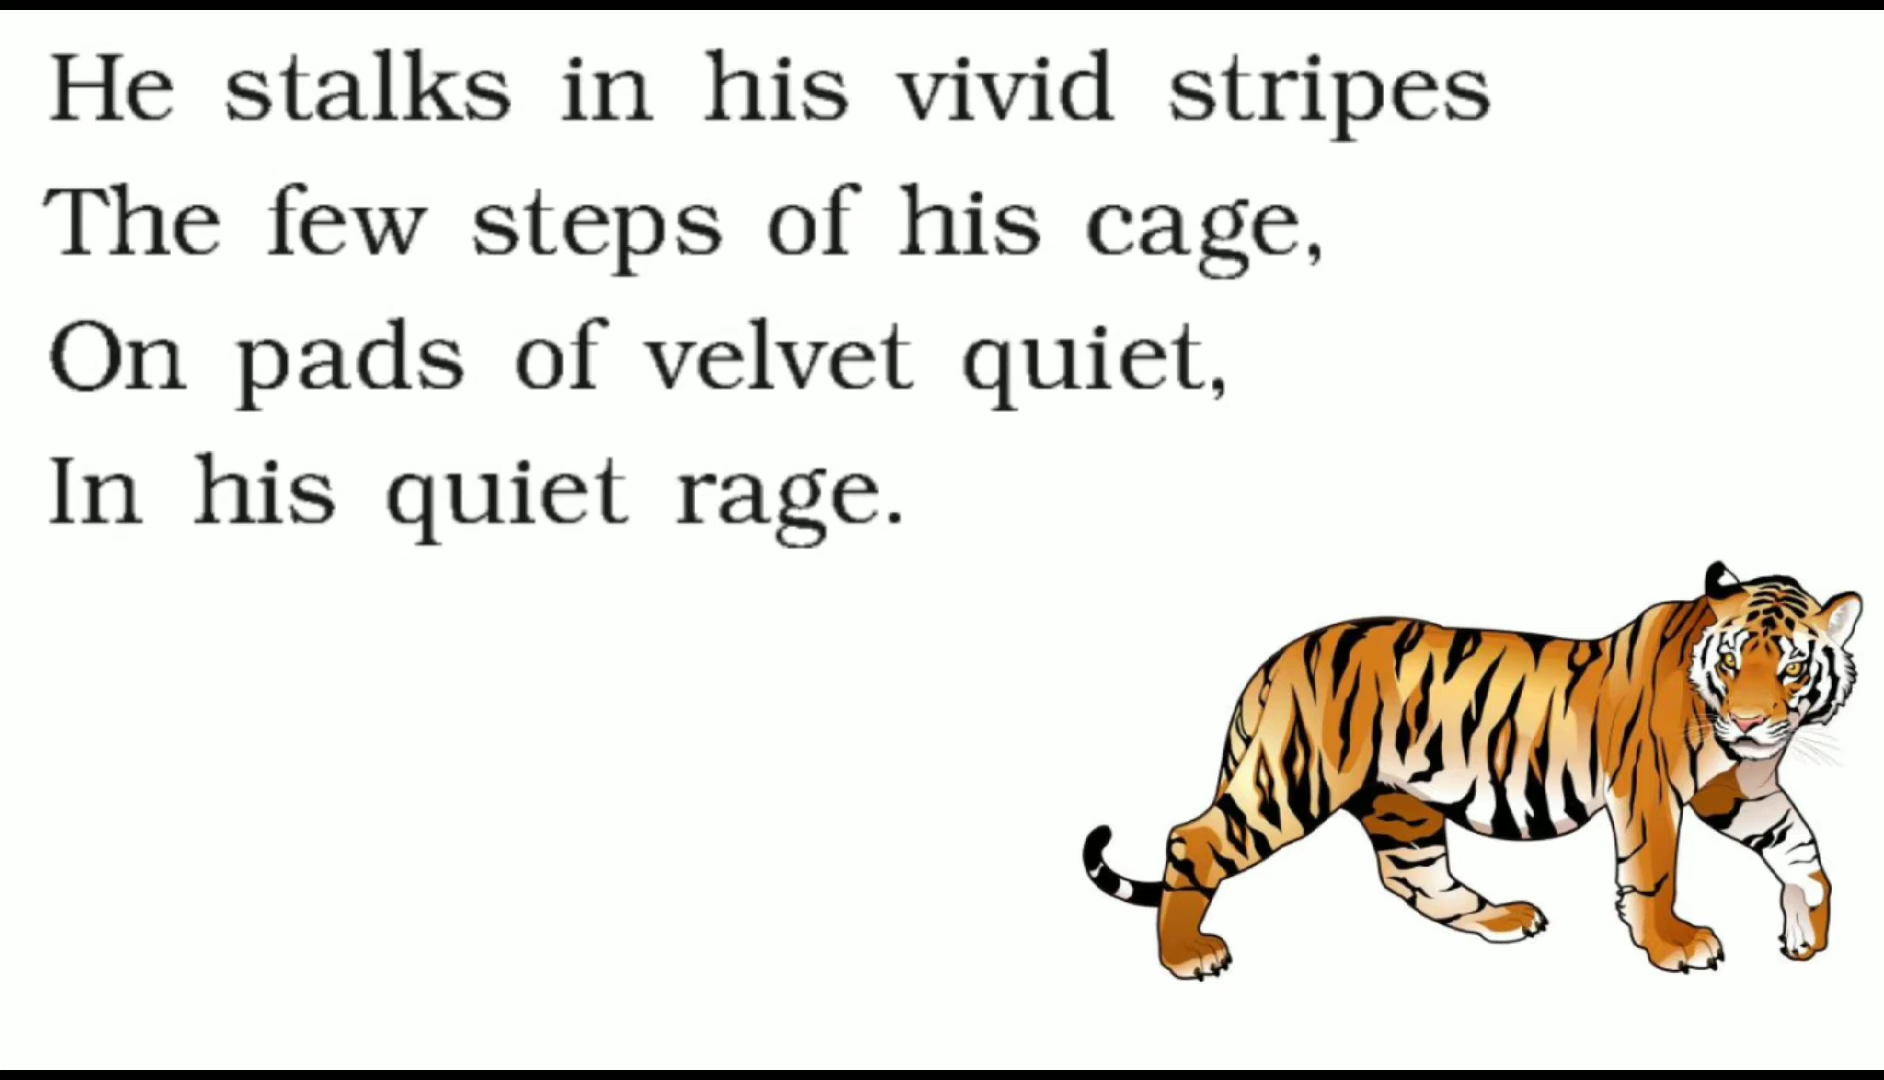 He stalks in his vivid stripes
The few steps of his cage,
On pads of velvet quiet,
In his quiet rage.